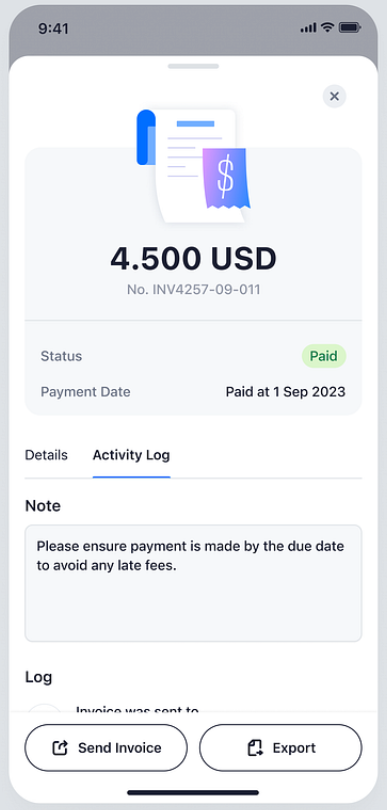 9:41
$
4.500 USD
No. INV4257-09-011
Status Paid
Payment Date Paid at 1 Sep 2023
Details Activity Log
Note
Please ensure payment is made by the due date
to avoid any late fees.
Log
Invoice was sent to
Send Invoice Export